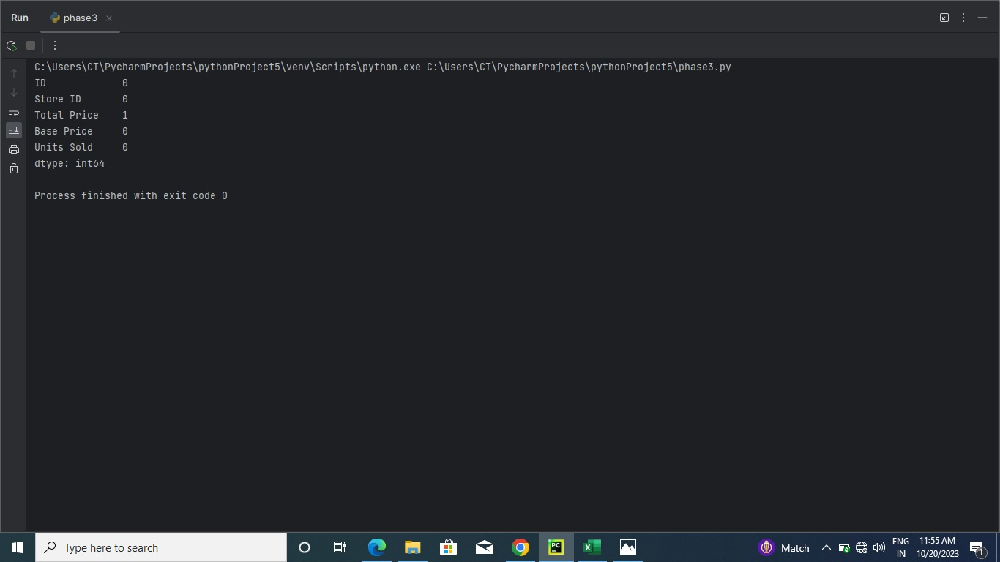 Run phase3
C:\Users\CT\PycharmProjects\pythonProject5\venv\Scripts\python.exe C:\Users\CT\PycharmProjects\pythonProject5\phase3.py
ID 0
Store ID 0
Total Price 1
Base Price 0
Units Sold 0
dtype: int64
Process finished with exit code 0
Type here to search
PC
Match
ENG
IN
11:55 AM
10/20/2023
1